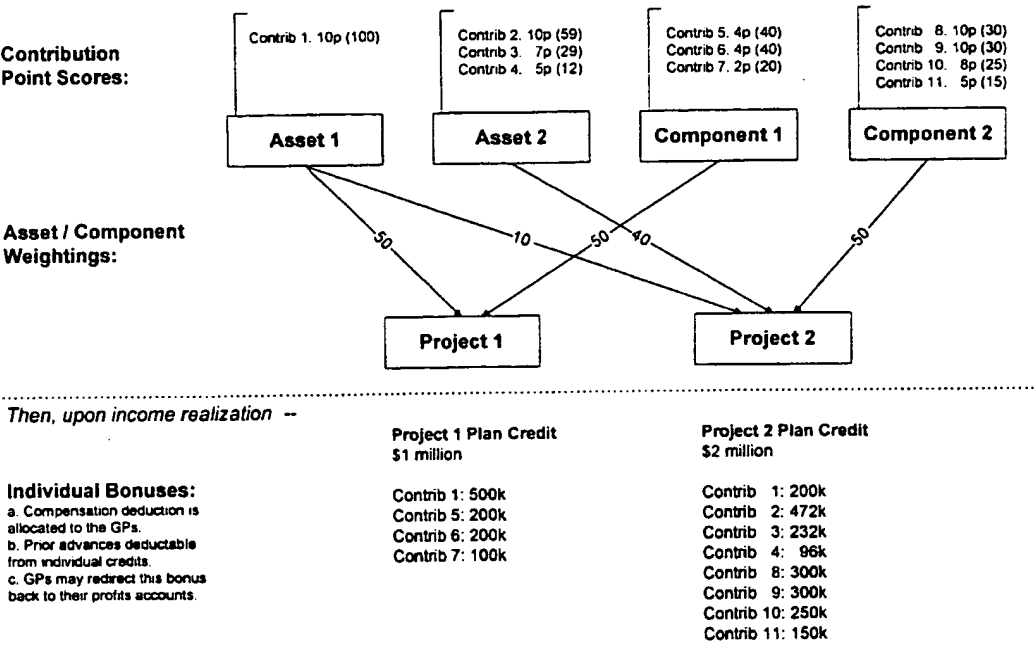 Contribution
Point Scores:
Contrib 1. 10p (100)
Contrib 2. 10p (59)
Contrib 3. 7p (29)
Contrib 4. 5p (12)
Contrib 5. 4p (40)
Contrib 6. 4p (40)
Contrib 7. 2p (20)
Contrib 8. 10p (30)
Contrib 9. 10p (30)
Contrib 10. 8p (25)
Contrib 11. 5p (15)
Asset 1
Asset 2
Component 1
Component 2
Asset / Component
Weightings:
50
10
50
40
50
Project 1
Project 2
Then, upon income realization --
Project 1 Plan Credit
$1 million
Project 2 Plan Credit
$2 million
Individual Bonuses:
a. Compensation deduction is
allocated to the GPs.
b. Prior advances deductable
from individual credits.
c. GPs may redirect this bonus
back to their profits accounts.
Contrib 1: 500k
Contrib 5: 200k
Contrib 6: 200k
Contrib 7: 100k
Contrib 1: 200k
Contrib 2: 472k
Contrib 3: 232k
Contrib 4: 96k
Contrib 8: 300k
Contrib 9: 300k
Contrib 10: 250k
Contrib 11: 150k